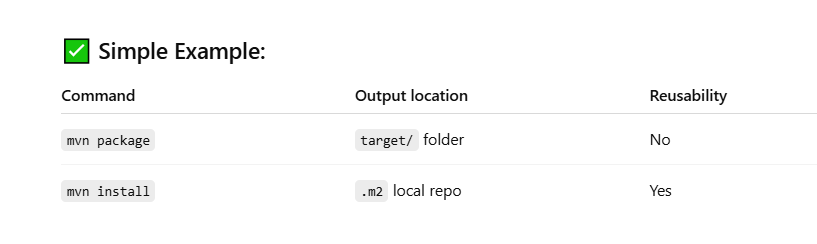 ✅ Simple Example:
Command Output location Reusability
mvn package target/ folder No
mvn install .m2 local repo Yes